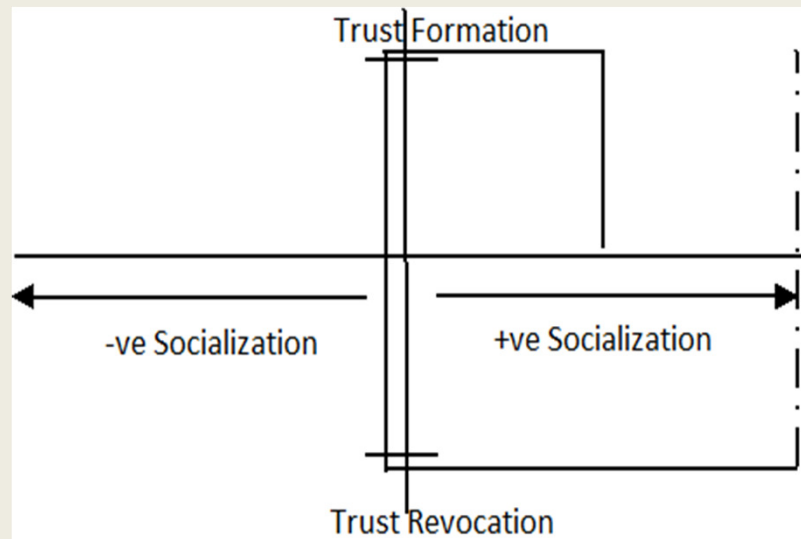 Trust Formation
-ve Socialization
+ve Socialization
Trust Revocation